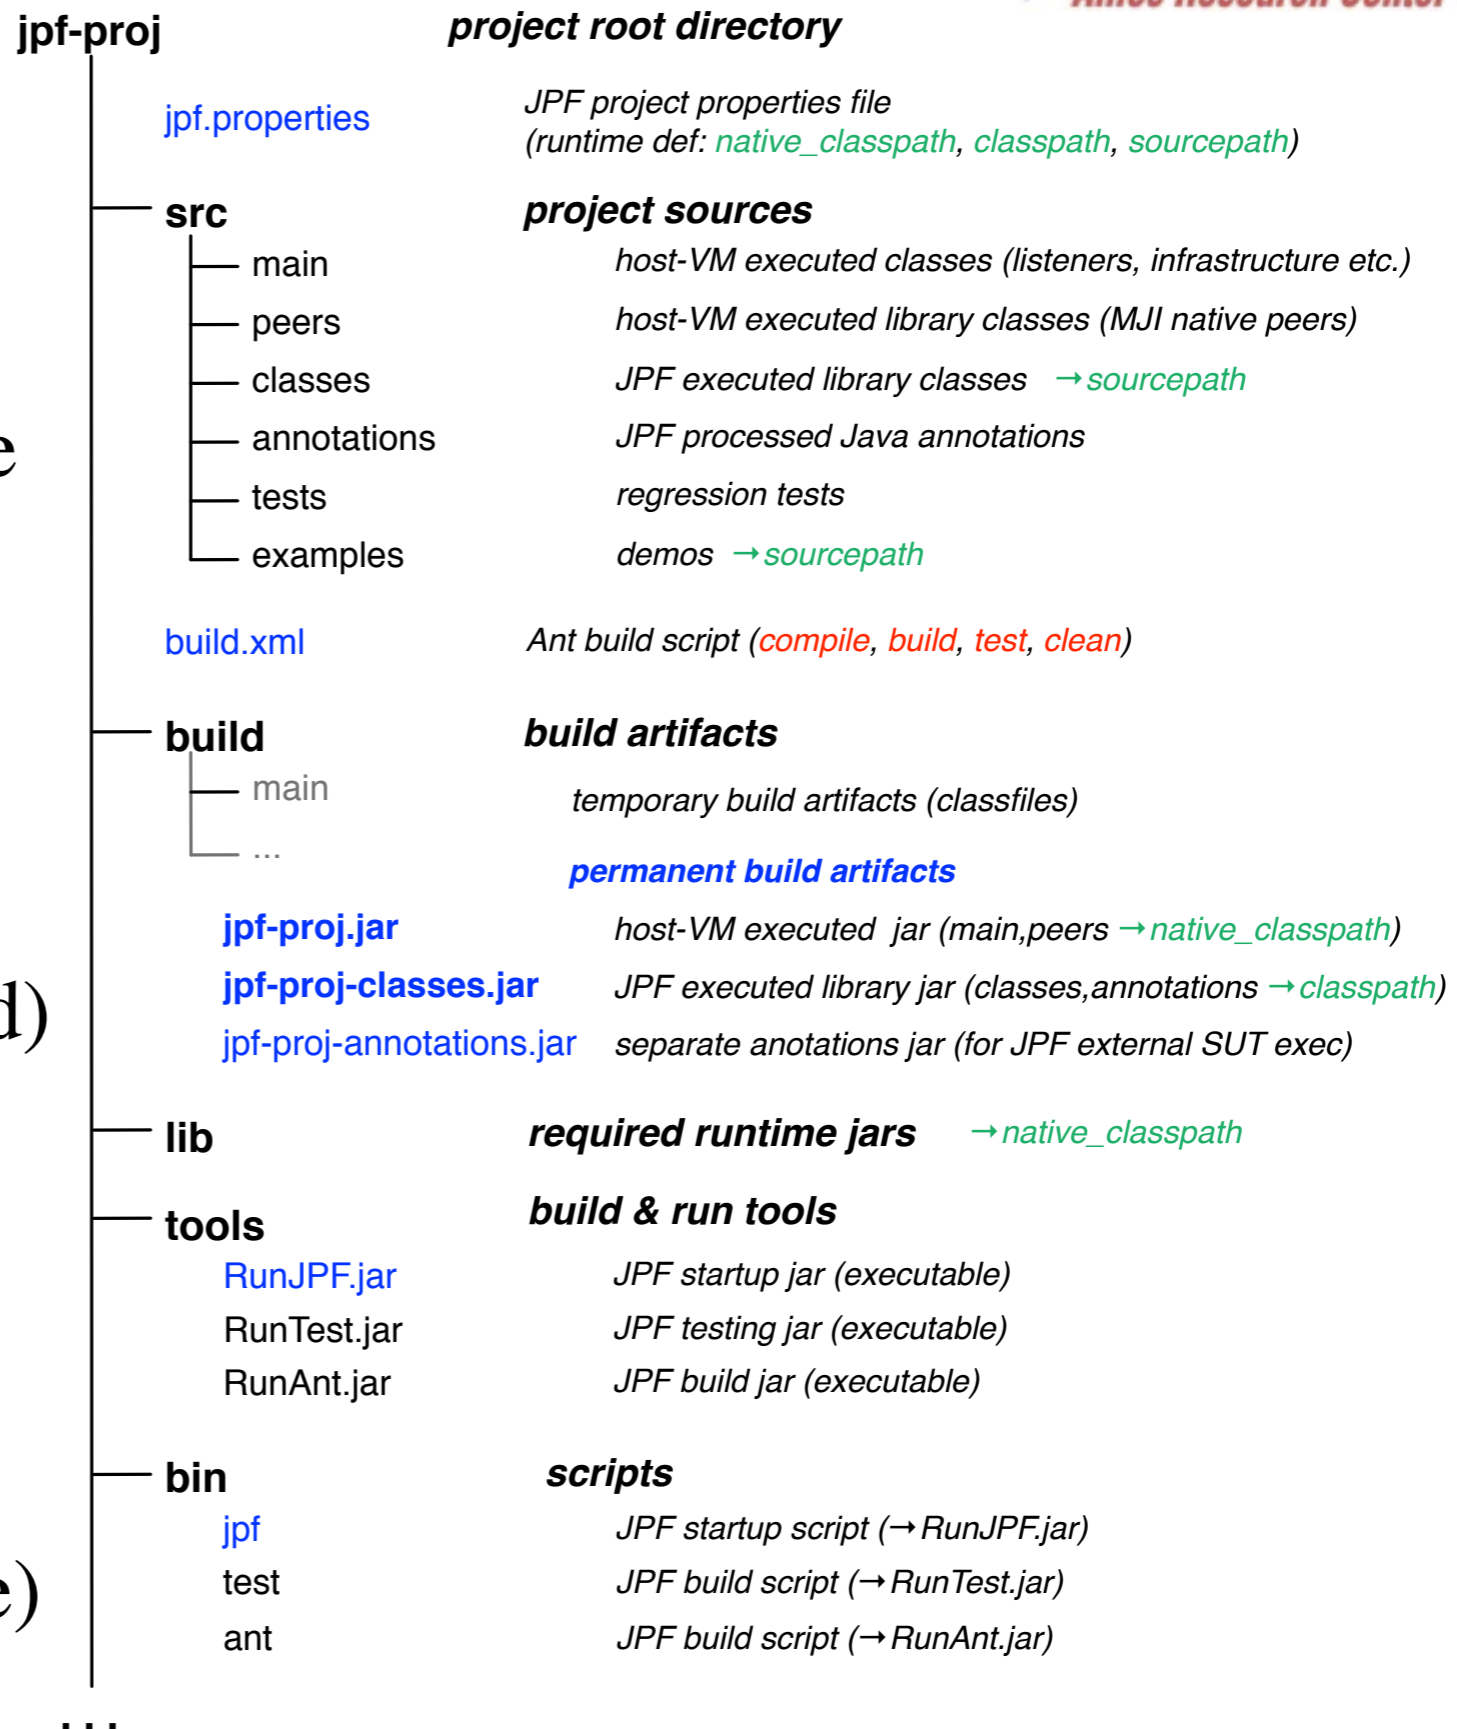 jpf-proj project root directory
jpf.properties JPF project properties file
(runtime def: native_classpath, classpath, sourcepath)
src project sources
main host-VM executed classes (listeners, infrastructure etc.)
peers host-VM executed library classes (MJI native peers)
classes JPF executed library classes →sourcepath
annotations JPF processed Java annotations
e
tests regression tests
examples demos →sourcepath
build.xml Ant build script (compile, build, test, clean)
build build artifacts
main temporary build artifacts (classfiles)
...
permanent build artifacts
jpf-proj.jar host-VM executed jar (main,peers →native_classpath)
jpf-proj-classes.jar JPF executed library jar (classes,annotations →classpath)
d)
jpf-proj-annotations.jar separate anotations jar (for JPF external SUT exec)
lib required runtime jars →native_classpath
tools build & run tools
RunJPF.jar JPF startup jar (executable)
RunTest.jar JPF testing jar (executable)
RunAnt.jar JPF build jar (executable)
bin scripts
jpf JPF startup script (→RunJPF.jar)
test JPF build script (→RunTest.jar)
e)
ant JPF build script (→RunAnt.jar)